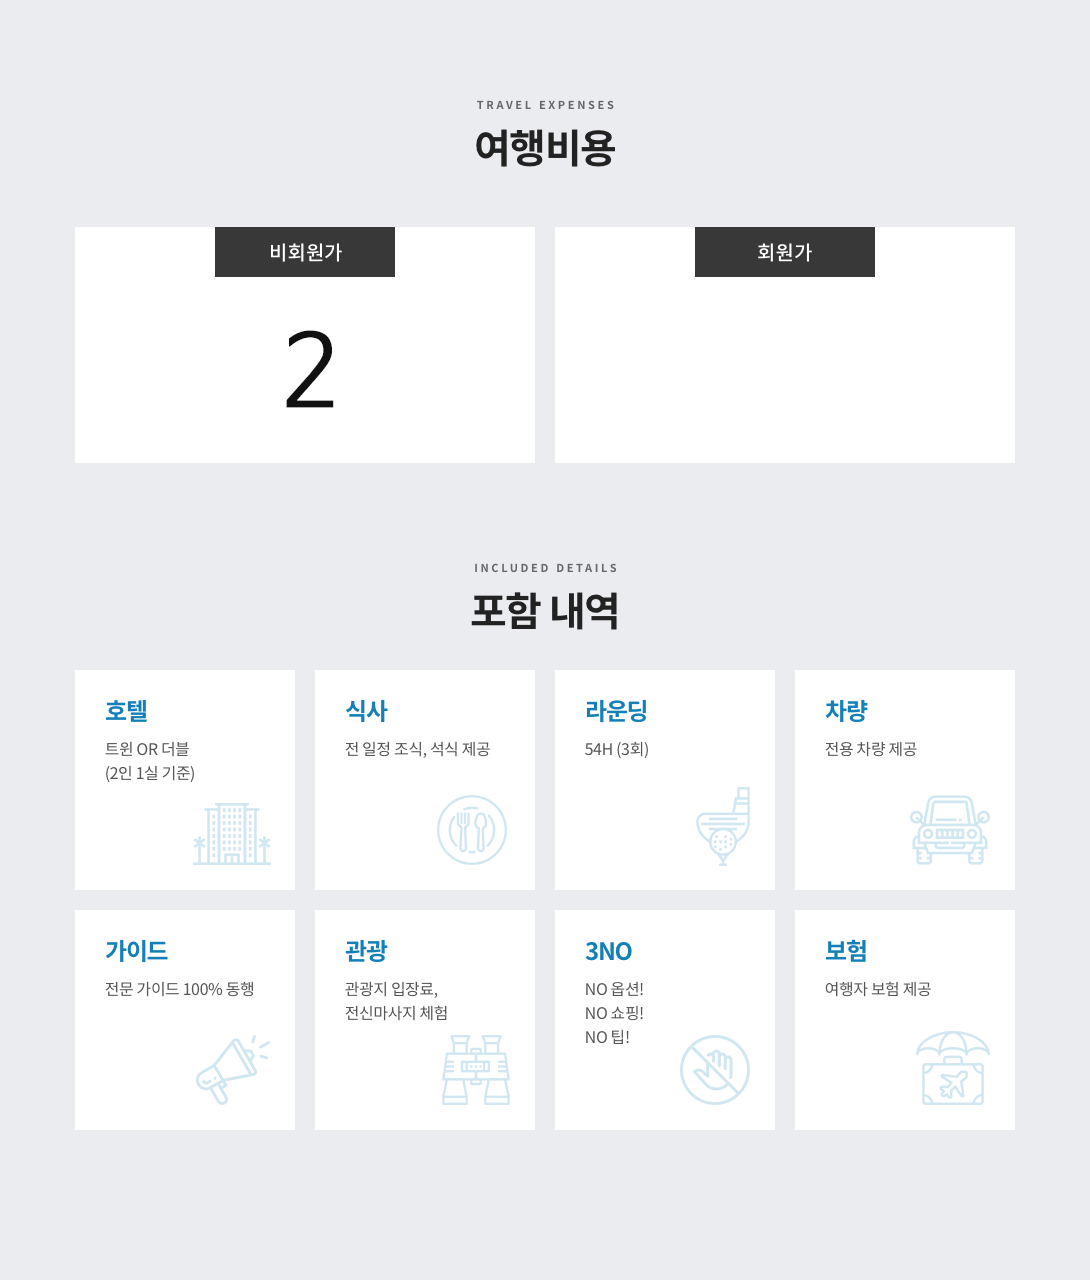 TRAVEL EXPENSES
여행비용
비회원가
회원가
2
INCLUDED DETAILS
포함 내역
호텔
트윈 OR 더블
(2인 1실 기준)
식사
전 일정 조식, 석식 제공
라운딩
54H (3회)
차량
전용 차량 제공
가이드
전문 가이드 100% 동행
관광
관광지 입장료,
전신마사지 체험
3NO
NO 옵션!
NO 쇼핑!
NO 팁!
보험
여행자 보험 제공